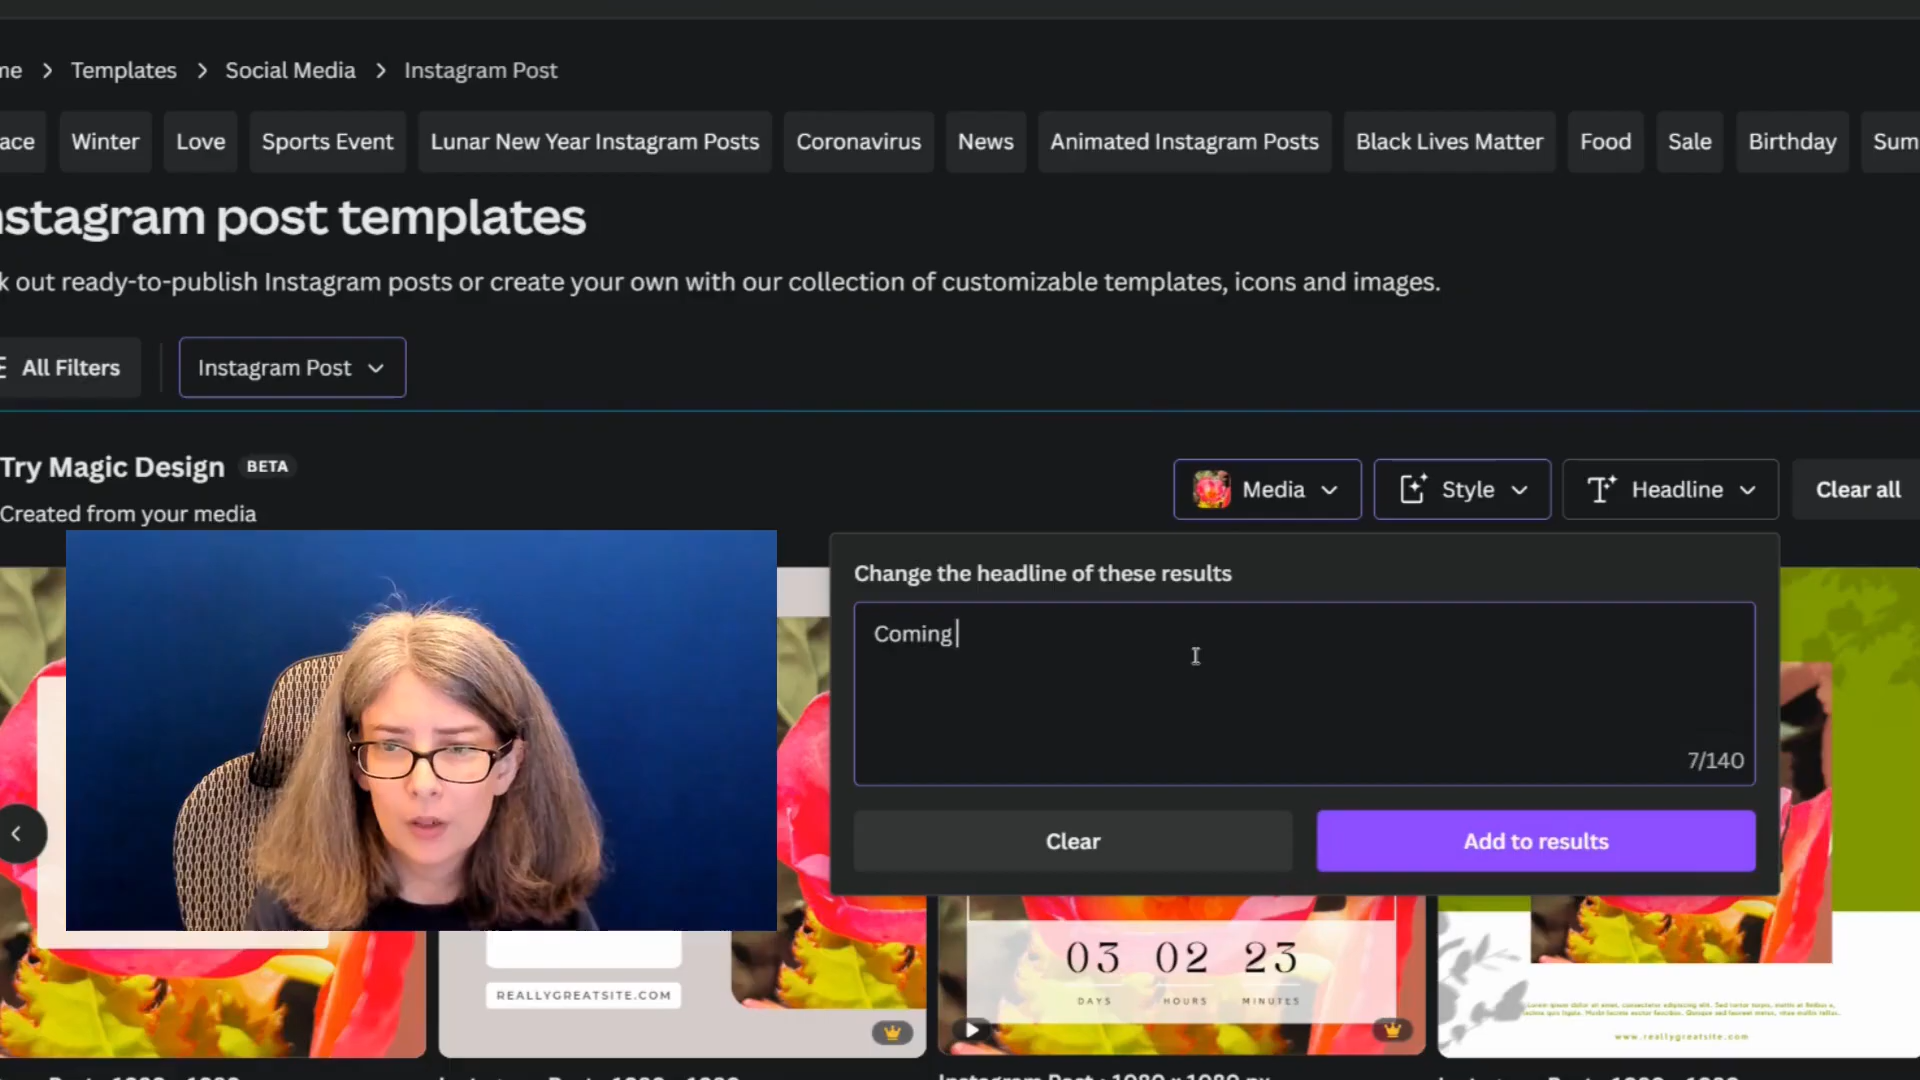 Templates > Social Media > Instagram Post
Winter Love Sports Event Lunar New Year Instagram Posts Coronavirus News Animated Instagram Posts Black Lives Matter Food Sale Birthday Sum
nstagram post templates
k out ready-to-publish Instagram posts or create your own with our collection of customizable templates, icons and images.
All Filters Instagram Post
Try Magic Design BETA
Created from your media
Media Style Headline Clear all
Change the headline of these results
Coming
7/140
Clear Add to results
03 02 23
DAYS HOURS MINUTES
REALLYGREATSITE.COM
www.reallygreatsite.com